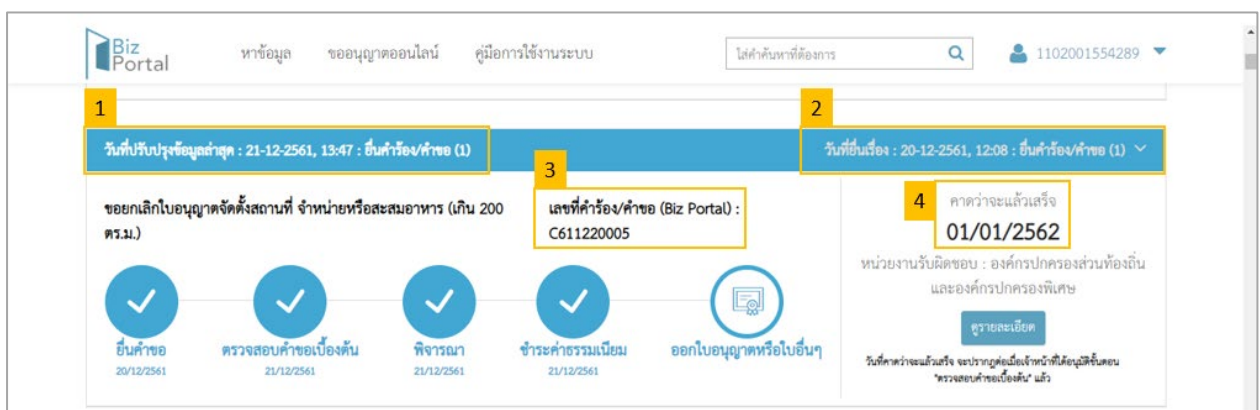 Biz
Portal
หาข้อมูล ขออนุญาตออนไลน์ คู่มือการใช้งานระบบ ใส่คำค้นหาที่ต้องการ 1102001554289
1 2
วันที่ปรับปรุงข้อมูลล่าสุด : 21-12-2561, 13:47 : ยื่นคำร้อง/คำขอ (1) วันที่ยื่นเรื่อง : 20-12-2561, 12:08 : ยื่นคำร้อง/คำขอ (1)
3
ขอยกเลิกใบอนุญาตจัดตั้งสถานที่ จำหน่ายหรือสะสมอาหาร (เกิน 200
ตร.ม.)
เลขที่คำร้อง/คำขอ (Biz Portal) :
C611220005
4 คาดว่าจะแล้วเสร็จ
01/01/2562
หน่วยงานรับผิดชอบ : องค์กรปกครองส่วนท้องถิ่น
และองค์กรปกครองพิเศษ
ดูรายละเอียด
วันที่คาดว่าจะแล้วเสร็จ จะปรากฏต่อเมื่อเจ้าหน้าที่ได้อนุมัติขั้นตอน
"ตรวจสอบคำขอเบื้องต้น" แล้ว
ยื่นคำขอ ตรวจสอบคำขอเบื้องต้น พิจารณา ชำระค่าธรรมเนียม ออกใบอนุญาตหรือใบอื่นๆ
20/12/2561 21/12/2561 21/12/2561 21/12/2561